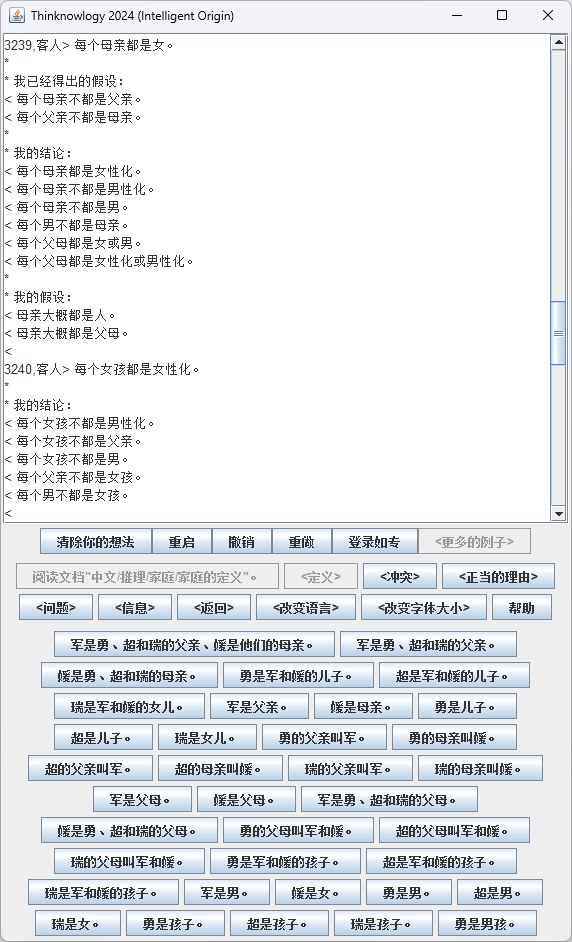 Thinknowlogy 2024 (Intelligent Origin)
3239,客人> 每个母亲都是女。
*
* 我已经得出的假设：
< 每个母亲不都是父亲。
< 每个父亲不都是母亲。
*
* 我的结论：
< 每个母亲都是女性化。
< 每个母亲不都是男性化。
< 每个母亲不都是男。
< 每个男不都是母亲。
< 每个父母都是女或男。
< 每个父母都是女性化或男性化。
*
* 我的假设：
< 母亲大概都是人。
< 母亲大概都是父母。
<
3240,客人> 每个女孩都是女性化。
*
* 我的结论：
< 每个女孩不都是男性化。
< 每个女孩不都是父亲。
< 每个女孩不都是男。
< 每个父亲不都是女孩。
< 每个男不都是女孩。
<
清除你的想法 重启 撤销 重做 登录如专 <更多的例子>
阅读文档"中文/推理/家庭/家庭的定义"。 <定义> <冲突> <正当的理由>
<问题> <信息> <返回> <改变语言> <改变字体大小> 帮助
军是勇、超和瑞的父亲、媛是他们的母亲。 军是勇、超和瑞的父亲。
媛是勇、超和瑞的母亲。 勇是军和媛的儿子。 超是军和媛的儿子。
瑞是军和媛的女儿。 军是父亲。 媛是母亲。 勇是儿子。
超是儿子。 瑞是女儿。 勇的父亲叫军。 勇的母亲叫媛。
超的父亲叫军。 超的母亲叫媛。 瑞的父亲叫军。 瑞的母亲叫媛。
军是父母。 媛是父母。 军是勇、超和瑞的父母。
媛是勇、超和瑞的父母。 勇的父母叫军和媛。 超的父母叫军和媛。
瑞的父母叫军和媛。 勇是军和媛的孩子。 超是军和媛的孩子。
瑞是军和媛的孩子。 军是男。 媛是女。 勇是男。 超是男。
瑞是女。 勇是孩子。 超是孩子。 瑞是孩子。 勇是男孩。